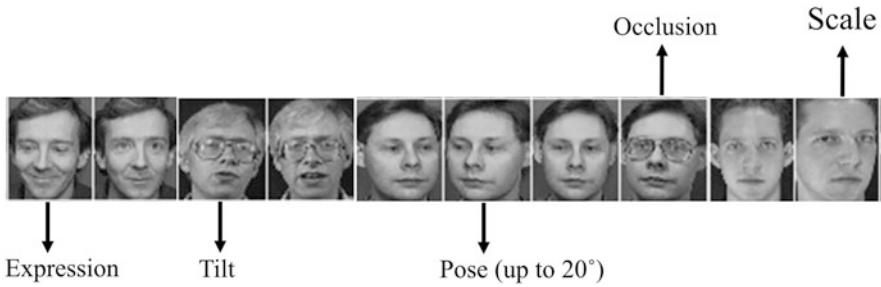 Occlusion
Scale
Expression
Tilt
Pose (up to 20˚)